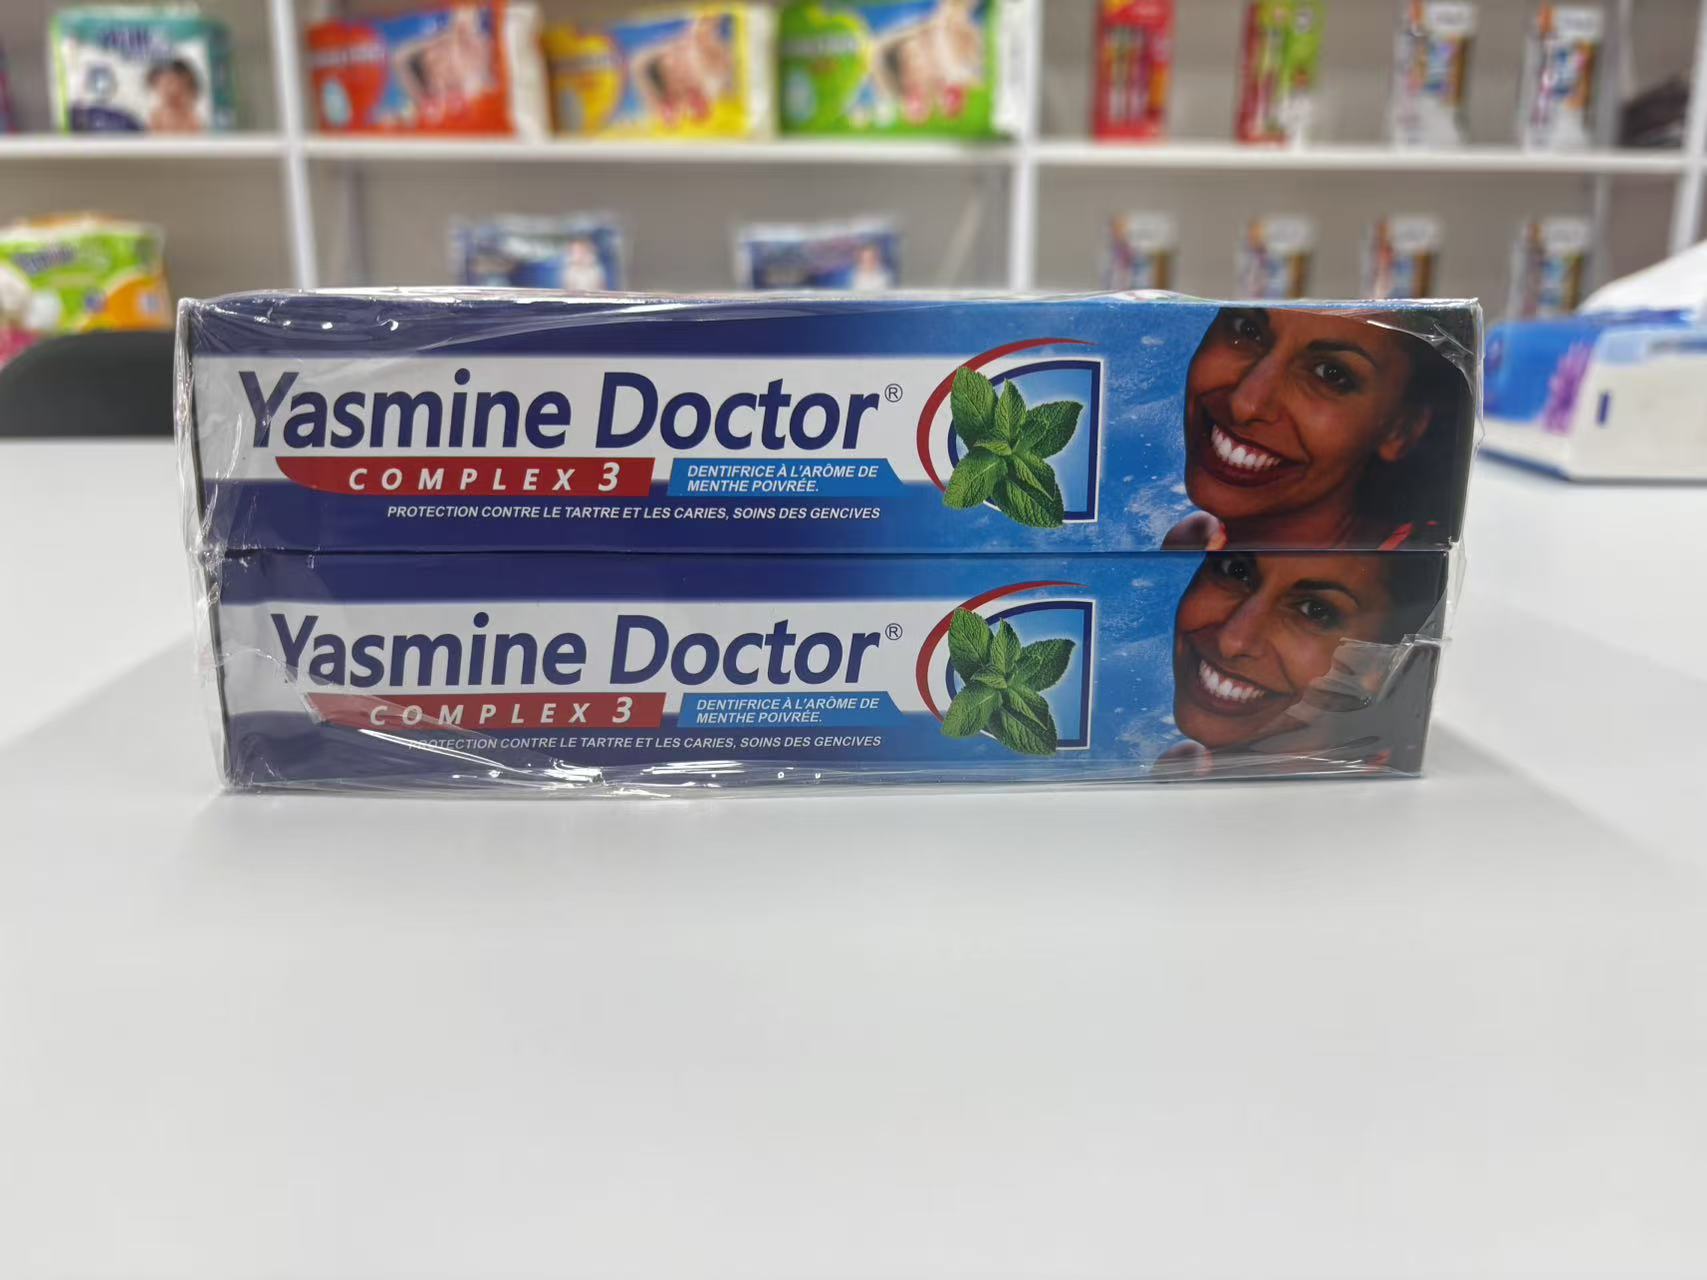 Yasmine Doctor®
COMPLEX 3
DENTIFRICE À L'ARÔME DE
MENTHE POIVRÉE.
PROTECTION CONTRE LE TARTRE ET LES CARIES, SOINS DES GENCIVES
Yasmine Doctor®
COMPLEX 3
DENTIFRICE À L'ARÔME DE
MENTHE POIVRÉE.
PROTECTION CONTRE LE TARTRE ET LES CARIES, SOINS DES GENCIVES